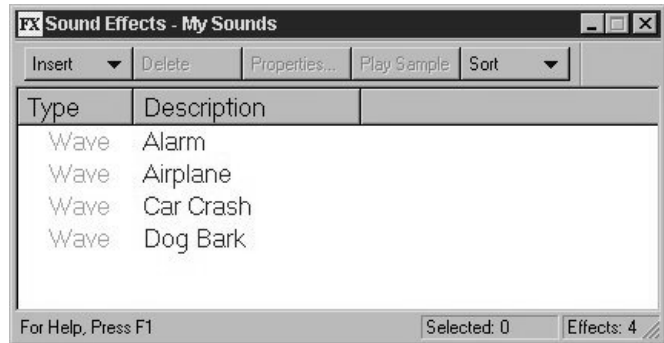 FX Sound Effects - My Sounds
Insert Delete Properties... Play Sample Sort
Type Description
Wave Alarm
Wave Airplane
Wave Car Crash
Wave Dog Bark
For Help, Press F1 Selected: 0 Effects: 4